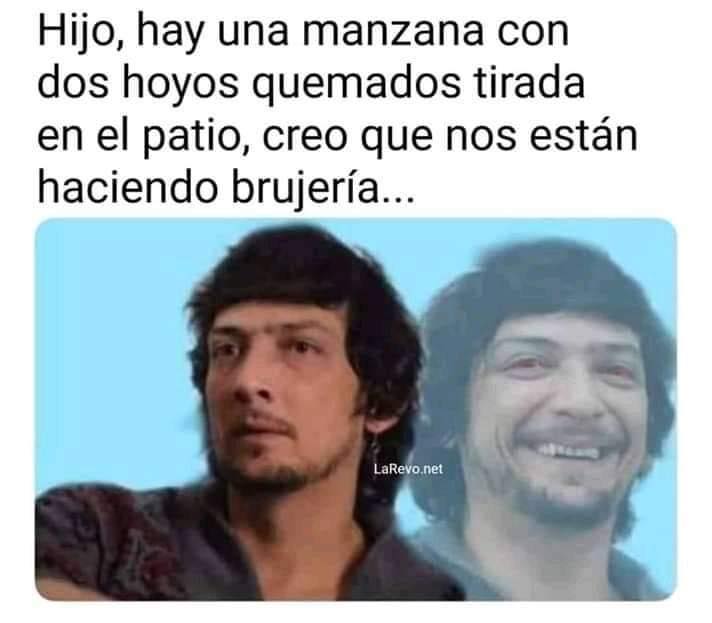 Hijo, hay una manzana con
dos hoyos quemados tirada
en el patio, creo que nos están
haciendo brujería...
LaRevo.net